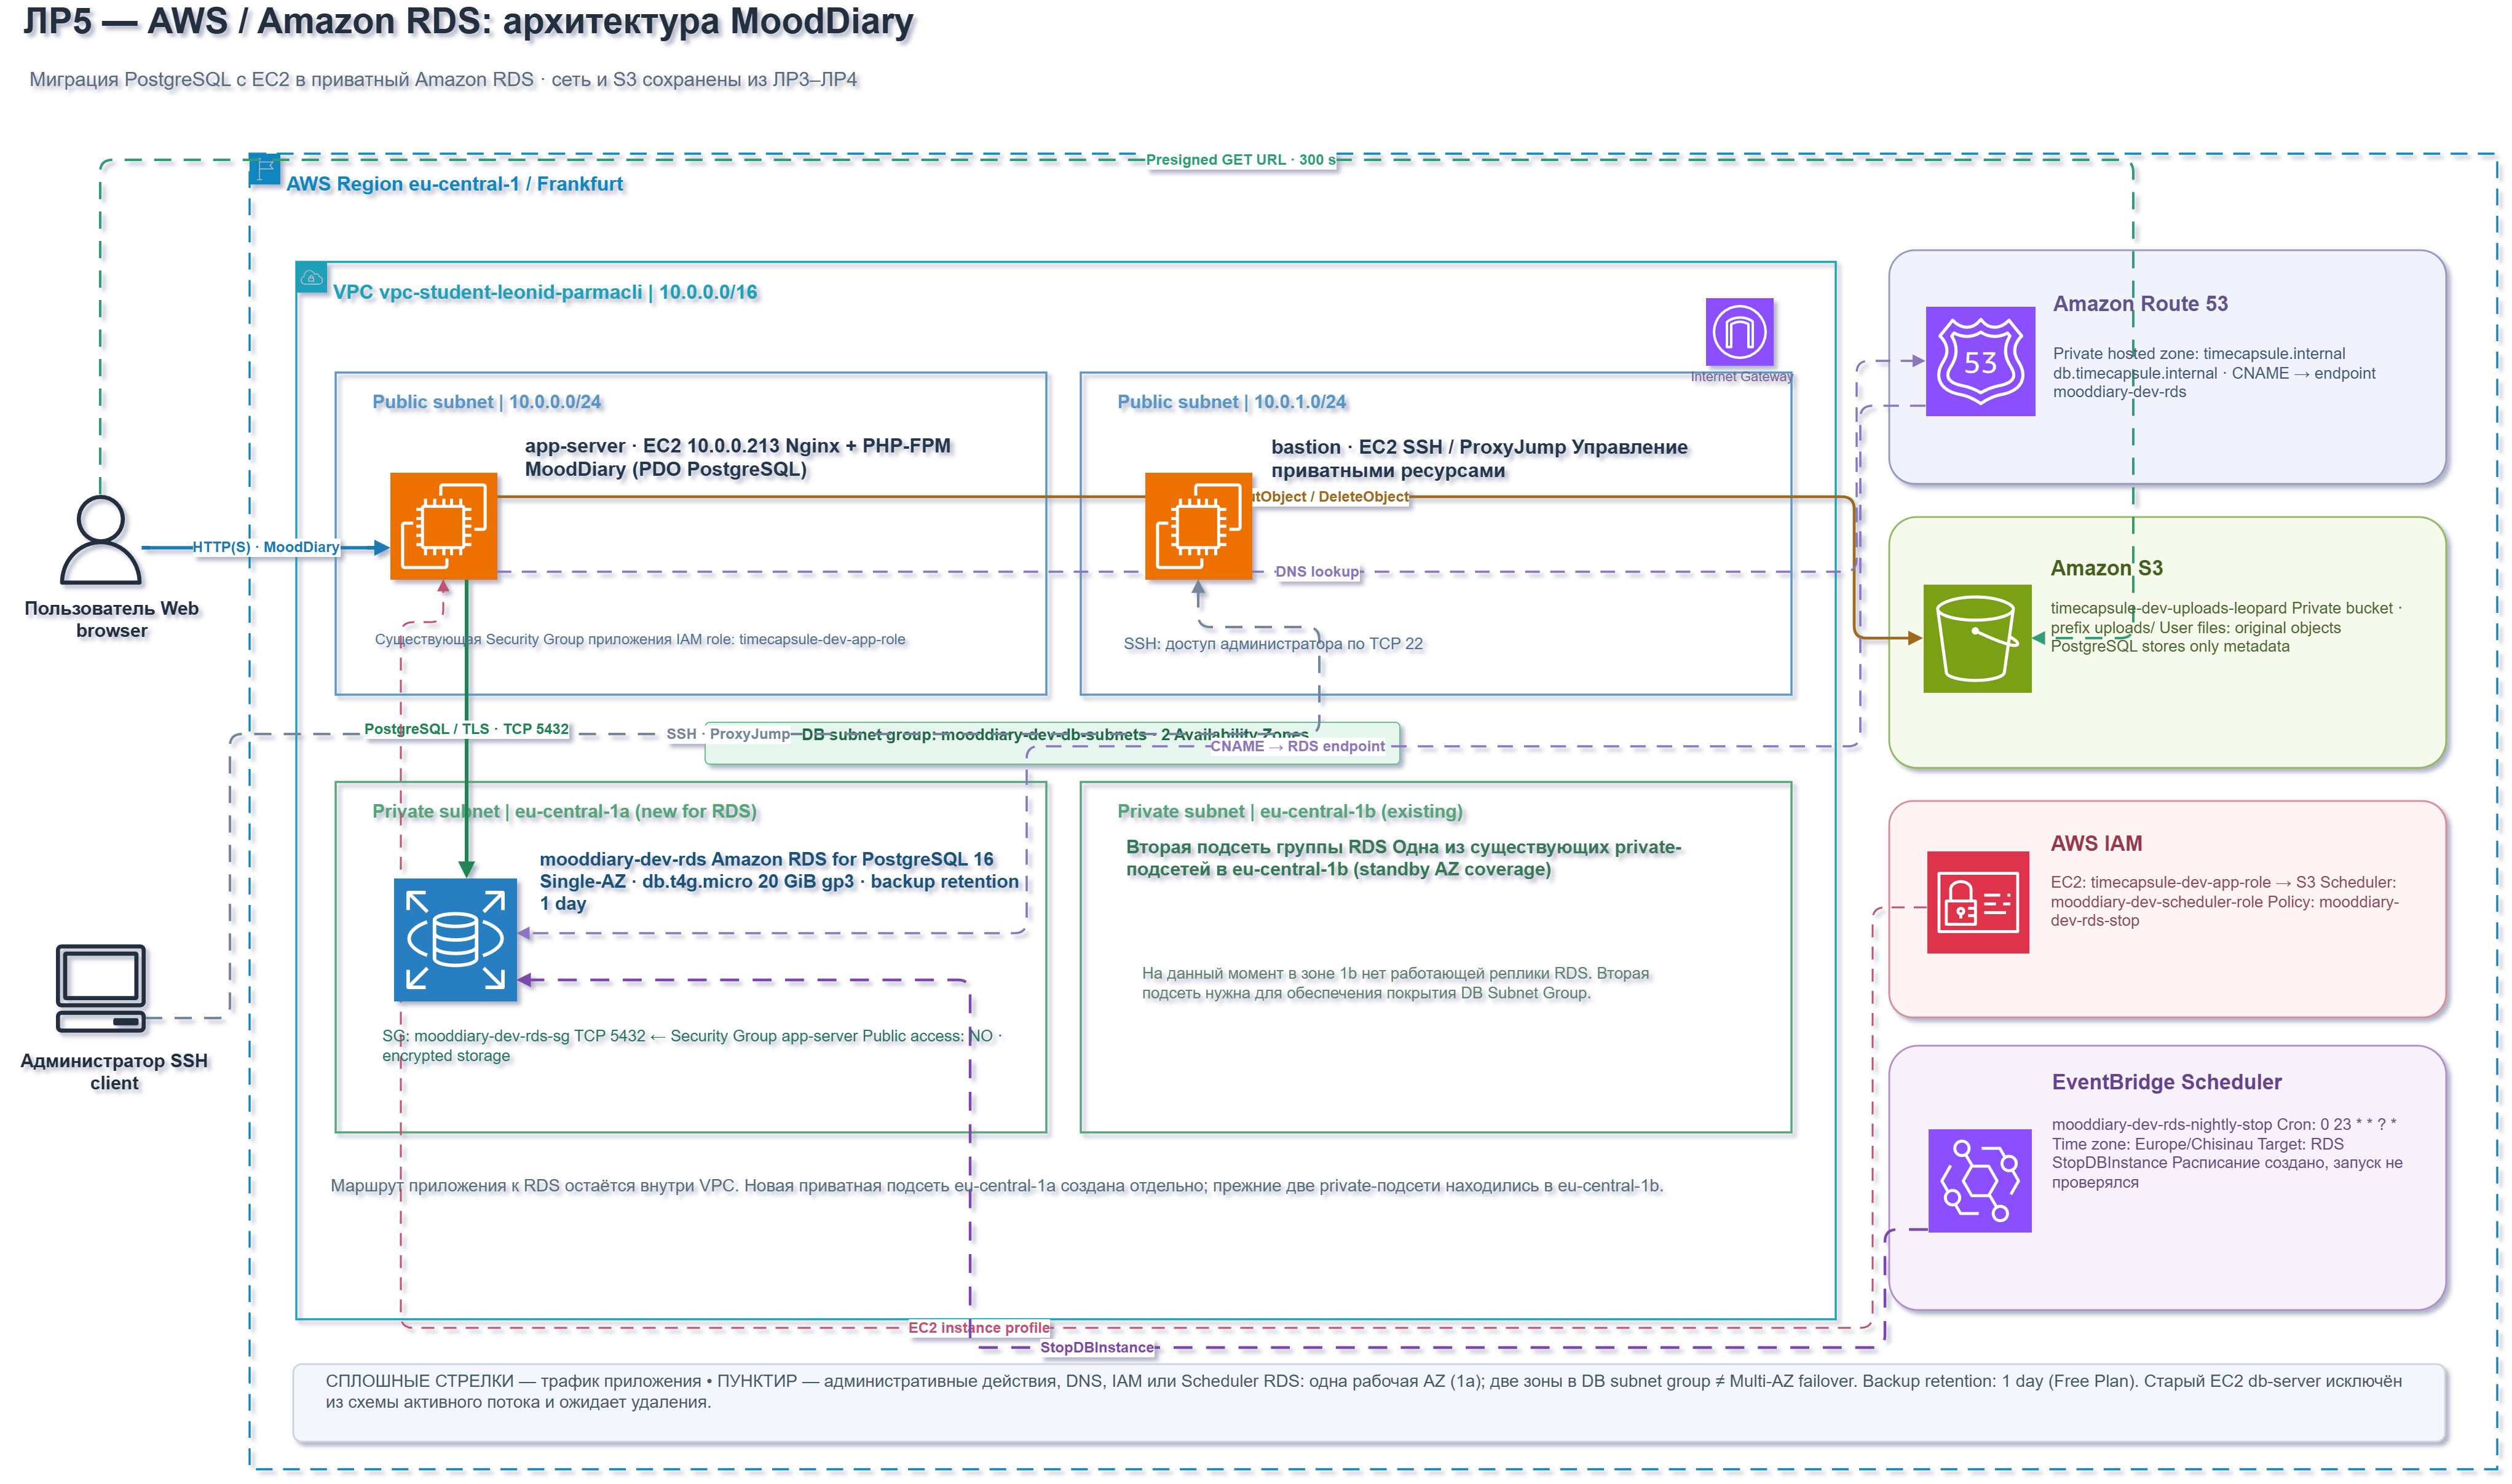 ЛР5 — AWS / Amazon RDS: архитектура MoodDiary
Миграция PostgreSQL с EC2 в приватный Amazon RDS · сеть и S3 сохранены из ЛР3–ЛР4
Presigned GET URL · 300 s
AWS Region eu-central-1 / Frankfurt
VPC vpc-student-leonid-parmacli | 10.0.0.0/16
Internet Gateway
Public subnet | 10.0.0.0/24
app-server · EC2 10.0.0.213 Nginx + PHP-FPM
MoodDiary (PDO PostgreSQL)
Существующая Security Group приложения IAM role: timecapsule-dev-app-role
Public subnet | 10.0.1.0/24
bastion · EC2 SSH / ProxyJump Управление
приватными ресурсами
utObject / DeleteObject
DNS lookup
SSH: доступ администратора по TCP 22
HTTP(S) · MoodDiary
Пользователь Web
browser
PostgreSQL / TLS · TCP 5432
SSH · ProxyJump
DB subnet group: mooddiary-dev-db-subnets · 2 Availability Zones
CNAME → RDS endpoint
Private subnet | eu-central-1a (new for RDS)
mooddiary-dev-rds Amazon RDS for PostgreSQL 16
Single-AZ · db.t4g.micro 20 GiB gp3 · backup retention
1 day
SG: mooddiary-dev-rds-sg TCP 5432 ← Security Group app-server Public access: NO ·
encrypted storage
Private subnet | eu-central-1b (existing)
Вторая подсеть группы RDS Одна из существующих private-
подсетей в eu-central-1b (standby AZ coverage)
На данный момент в зоне 1b нет работающей реплики RDS. Вторая
подсеть нужна для обеспечения покрытия DB Subnet Group.
Администратор SSH
client
Маршрут приложения к RDS остаётся внутри VPC. Новая приватная подсеть eu-central-1a создана отдельно; прежние две private-подсети находились в eu-central-1b.
EC2 instance profile
StopDBInstance
Amazon Route 53
53
Private hosted zone: timecapsule.internal
db.timecapsule.internal · CNAME → endpoint
mooddiary-dev-rds
Amazon S3
timecapsule-dev-uploads-leopard Private bucket ·
prefix uploads/ User files: original objects
PostgreSQL stores only metadata
AWS IAM
EC2: timecapsule-dev-app-role → S3 Scheduler:
mooddiary-dev-scheduler-role Policy: mooddiary-
dev-rds-stop
EventBridge Scheduler
mooddiary-dev-rds-nightly-stop Cron: 0 23 * * ? *
Time zone: Europe/Chisinau Target: RDS
StopDBInstance Расписание создано, запуск не
проверялся
СПЛОШНЫЕ СТРЕЛКИ — трафик приложения • ПУНКТИР — административные действия, DNS, IAM или Scheduler RDS: одна рабочая AZ (1a); две зоны в DB subnet group ≠ Multi-AZ failover. Backup retention: 1 day (Free Plan). Старый EC2 db-server исключён
из схемы активного потока и ожидает удаления.